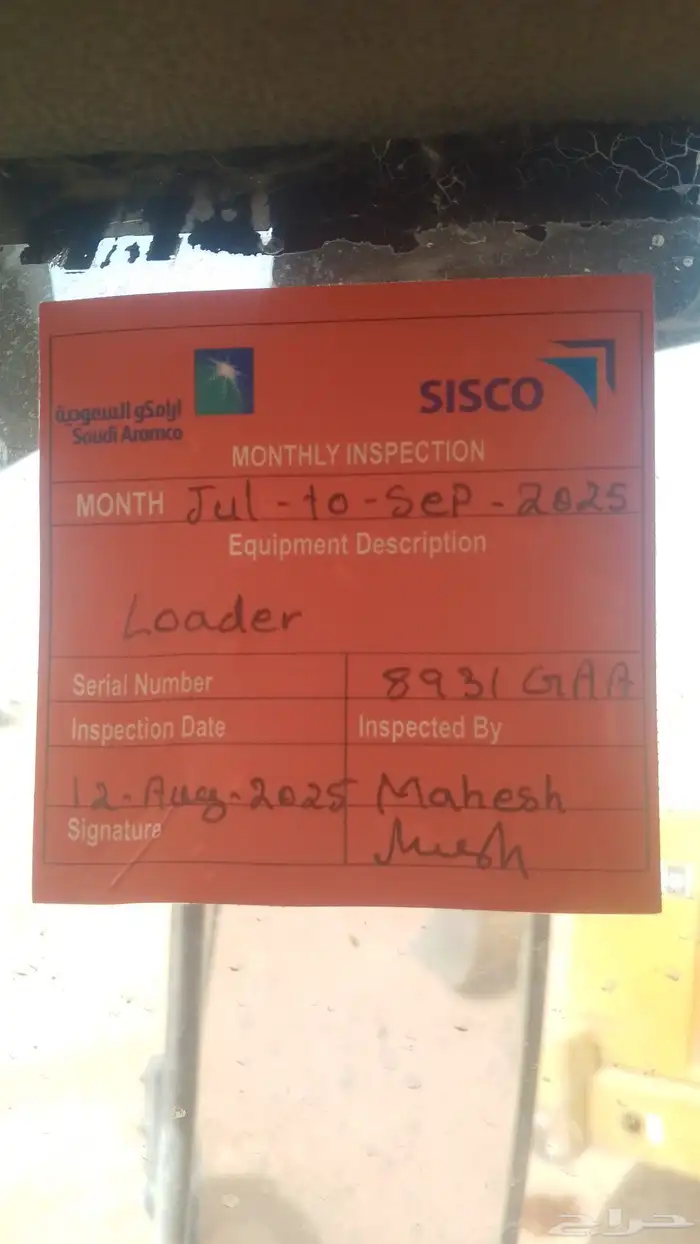 ارامكو السعودية
Saudi Aramco
SISCO
MONTHLY INSPECTION
MONTH Jul-to-Sep-2025
Equipment Description
Loader
Serial Number 8931 GAA
Inspection Date Inspected By
12-Aug-2025 Mahesh
Signature
حراج